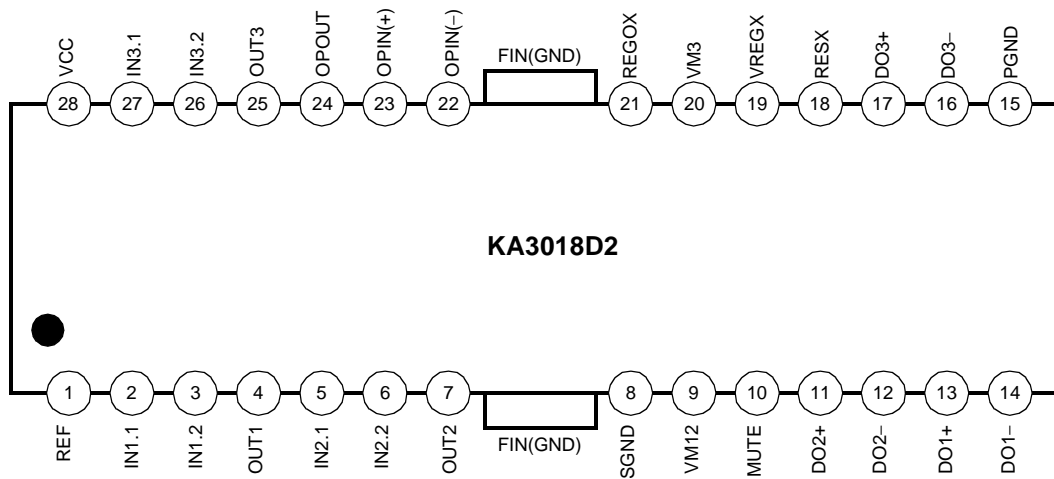 VCC IN3.1 IN3.2 OUT3 OPOUT OPIN(+) OPIN(−) FIN(GND) REGOX VM3 VREGX RESX DO3+ DO3− PGND
28 27 26 25 24 23 22 21 20 19 18 17 16 15
KA3018D2
1 2 3 4 5 6 7 8 9 10 11 12 13 14
REF IN1.1 IN1.2 OUT1 IN2.1 IN2.2 OUT2 FIN(GND) SGND VM12 MUTE DO2+ DO2− DO1+ DO1−